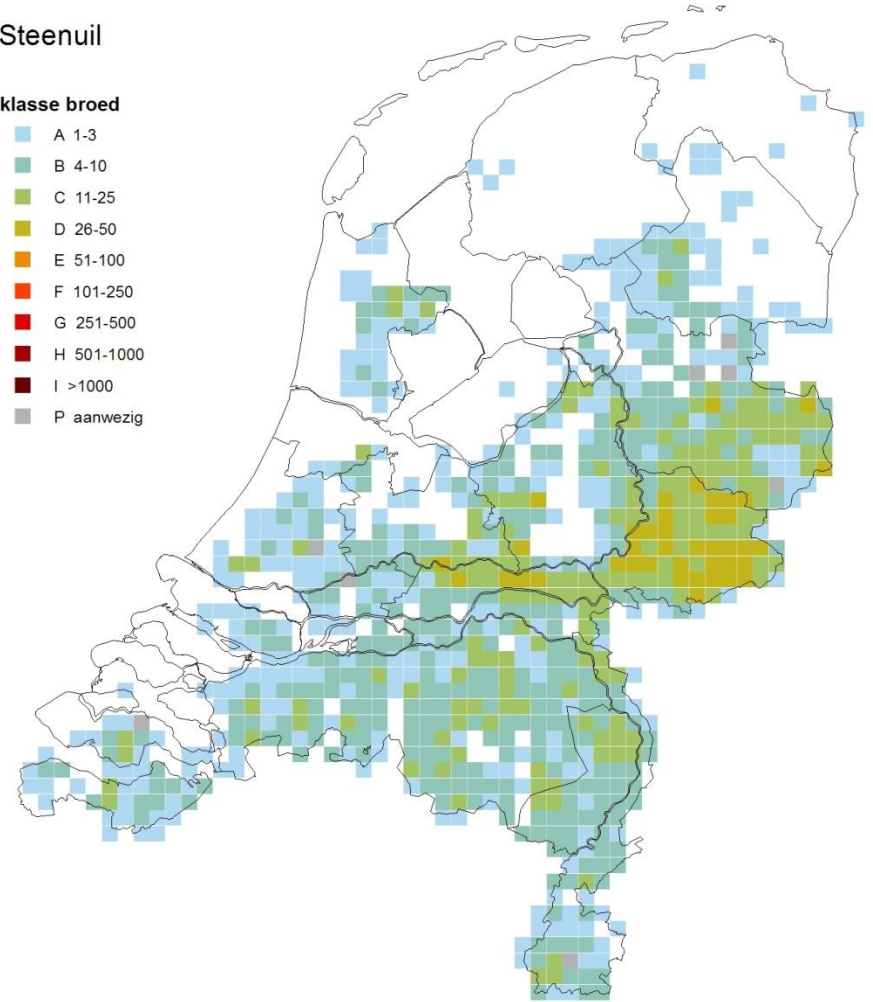 Steenuil
klasse broed
A 1-3
B 4-10
C 11-25
D 26-50
E 51-100
F 101-250
G 251-500
H 501-1000
I >1000
P aanwezig